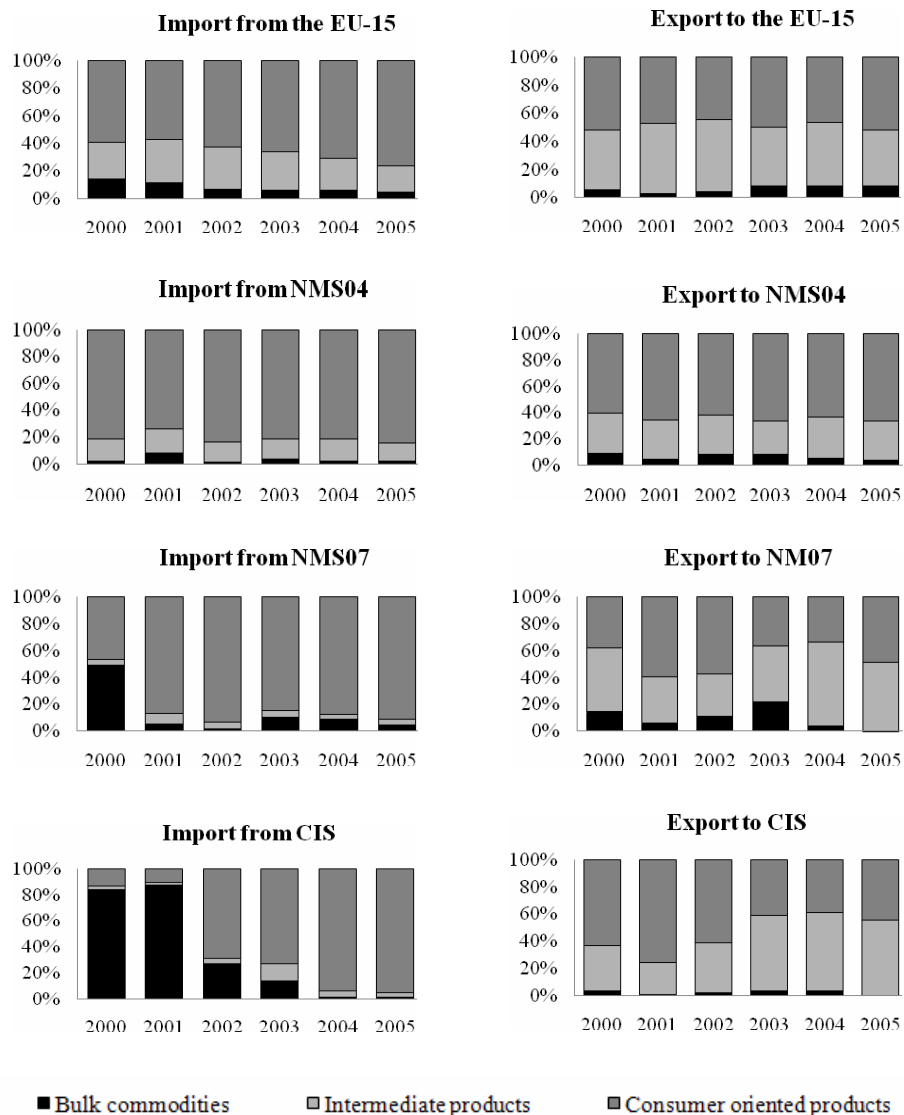 Import from the EU-15
100%
80%
60%
40%
20%
0%
2000 2001 2002 2003 2004 2005
Export to the EU-15
100%
80%
60%
40%
20%
0%
2000 2001 2002 2003 2004 2005
Import from NMS04
100%
80%
60%
40%
20%
0%
2000 2001 2002 2003 2004 2005
Export to NMS04
100%
80%
60%
40%
20%
0%
2000 2001 2002 2003 2004 2005
Import from NMS07
100%
80%
60%
40%
20%
0%
2000 2001 2002 2003 2004 2005
Export to NM07
100%
80%
60%
40%
20%
0%
2000 2001 2002 2003 2004 2005
Import from CIS
100%
80%
60%
40%
20%
0%
2000 2001 2002 2003 2004 2005
Export to CIS
100%
80%
60%
40%
20%
0%
2000 2001 2002 2003 2004 2005
Bulk commodities Intermediate products Consumer oriented products